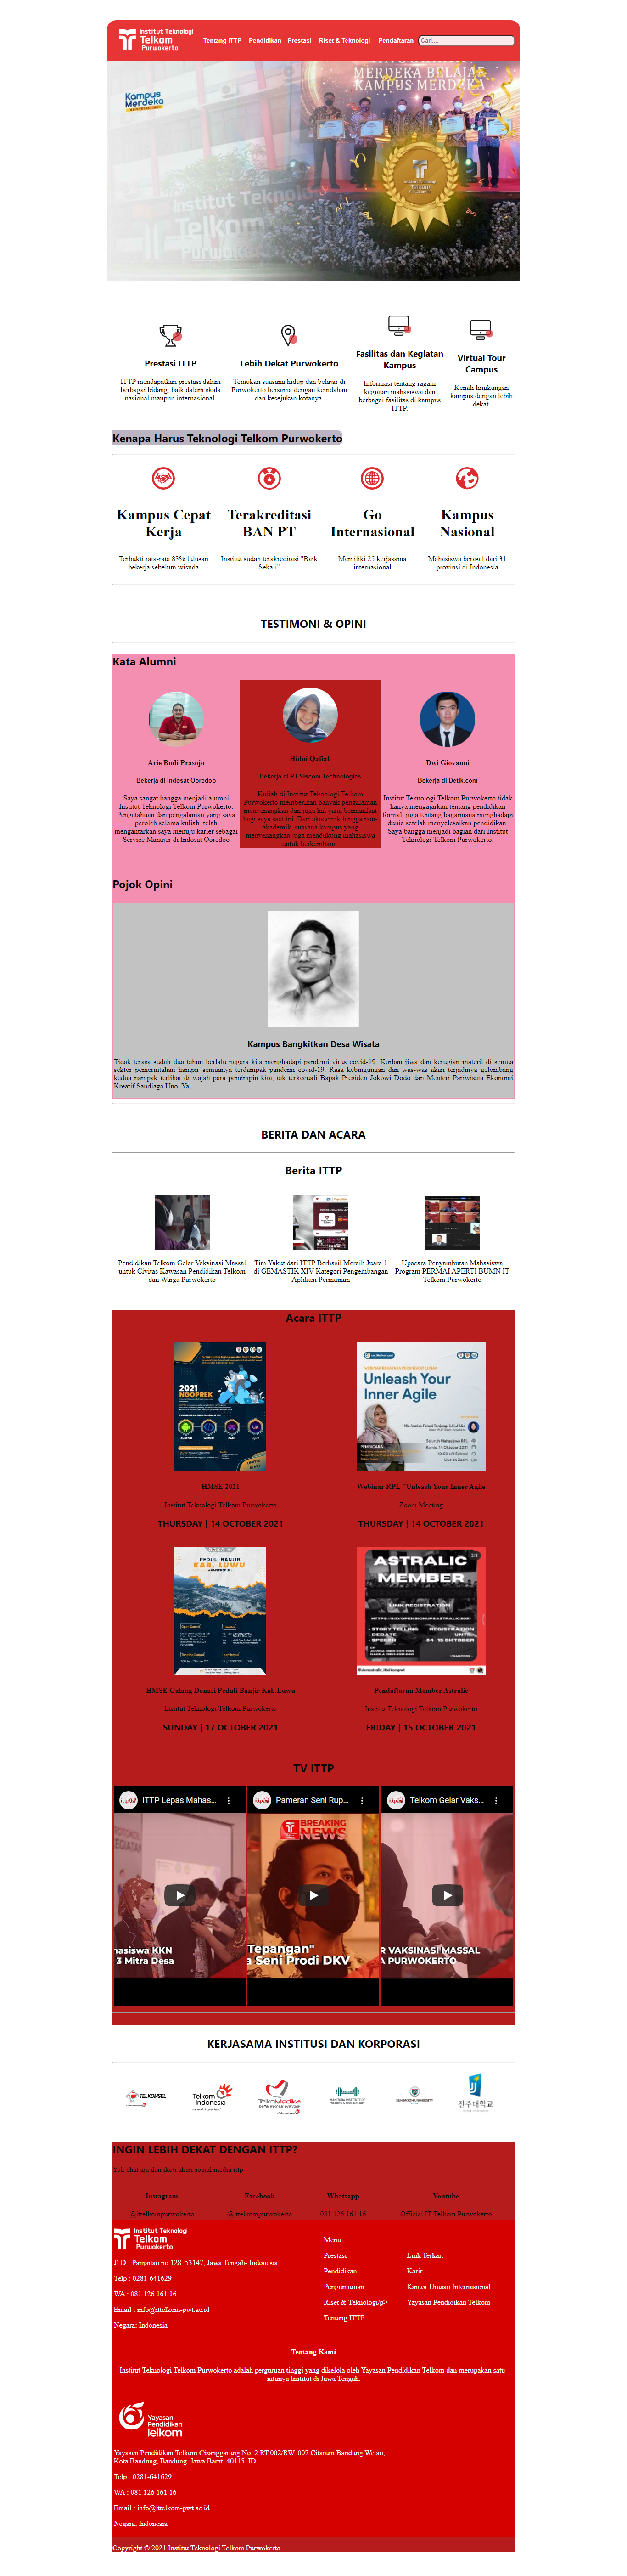 Institut Teknologi
Telkom
Purwokerto
Tentang ITTP Pendidikan Prestasi Riset & Teknologi Pendaftaran Cari...
Kampus
Merdeka
MERDEKA BELAJAR
KAMPUS MERDEKA
Institut Teknologi
Telkom
Purwokerto
Prestasi ITTP
ITTP mendapatkan prestasi dalam
berbagai bidang, baik dalam skala
nasional maupun internasional.
Lebih Dekat Purwokerto
Temukan suasana hidup dan belajar di
Purwokerto bersama dengan keindahan
dan kesejukan kotanya.
Fasilitas dan Kegiatan
Kampus
Informasi tentang ragam
kegiatan mahasiswa dan
berbagai fasilitas di kampus
ITTP.
Virtual Tour
Campus
Kenali lingkungan
kampus dengan lebih
dekat.
Kenapa Harus Teknologi Telkom Purwokerto
Kampus Cepat
Kerja
Terbukti rata-rata 83% lulusan
bekerja sebelum wisuda
Terakreditasi
BAN PT
Institut sudah terakreditasi "Baik
Sekali"
Go
Internasional
Memiliki 25 kerjasama
internasional
Kampus
Nasional
Mahasiswa berasal dari 31
provinsi di Indonesia
TESTIMONI & OPINI
Kata Alumni
Arie Budi Prasojo
Bekerja di Indosat Ooredoo
Saya sangat bangga menjadi alumni
Institut Teknologi Telkom Purwokerto.
Pengetahuan dan pengalaman yang saya
peroleh selama kuliah, telah
mengantarkan saya menuju karier sebagai
Service Manajer di Indosat Ooredoo
Hidni Qafiah
Bekerja di PT.Siscom Technologies
Kuliah di Institut Teknologi Telkom
Purwokerto memberikan banyak pengalaman
menyenangkan dan juga hal yang bermanfaat
bagi saya saat ini. Dari akademik hingga non-
akademik, suasana kampus yang
menyenangkan juga mendukung mahasiswa
untuk berkembang.
Dwi Giovanni
Bekerja di Detik.com
Institut Teknologi Telkom Purwokerto tidak
hanya mengajarkan tentang pendidikan
formal, juga tentang bagaimana menghadapi
dunia setelah menyelesaikan pendidikan.
Saya bangga menjadi bagian dari Institut
Teknologi Telkom Purwokerto.
Pojok Opini
Kampus Bangkitkan Desa Wisata
Tidak terasa sudah dua tahun berlalu negara kita menghadapi pandemi virus covid-19. Korban jiwa dan kerugian materil di semua
sektor pemerintahan hampir semuanya terdampak pandemi covid-19. Rasa kebingungan dan was-was akan terjadinya gelombang
kedua nampak terlihat di wajah para pemimpin kita, tak terkecuali Bapak Presiden Jokowi Dodo dan Menteri Pariwisata Ekonomi
Kreatif Sandiaga Uno. Ya,
BERITA DAN ACARA
Berita ITTP
Pendidikan Telkom Gelar Vaksinasi Massal
untuk Civitas Kawasan Pendidikan Telkom
dan Warga Purwokerto
Tim Yakut dari ITTP Berhasil Meraih Juara 1
di GEMASTIK XIV Kategori Pengembangan
Aplikasi Permainan
Upacara Penyambutan Mahasiswa
Program PERMAI APERTI BUMN IT
Telkom Purwokerto
Acara ITTP
2021
NGOPREK
Unleash Your
Inner Agile
PEMBICARA
HMSE 2021
Institut Teknologi Telkom Purwokerto
THURSDAY | 14 OCTOBER 2021
Webinar RPL "Unleash Your Inner Agile
Zoom Meeting
THURSDAY | 14 OCTOBER 2021
PEDULI BANJIR
KAB. LUWU
ASTRALIC
MEMBER
LINK REGISTRATION
- STORY TELLING
- DEBATE
- SPEECH
REGISTRATION
UNTIL
04 - 15 OKTOBER
HMSE Galang Donasi Peduli Banjir Kab.Luwu
Institut Teknologi Telkom Purwokerto
SUNDAY | 17 OCTOBER 2021
Pendaftaran Member Astralic
Institut Teknologi Telkom Purwokerto
FRIDAY | 15 OCTOBER 2021
TV ITTP
ITTP Lepas Mahas...
Pameran Seni Rup...
Telkom Gelar Vaks...
BREAKING
NEWS
hasiswa KKN
3 Mitra Desa
Tepangan"
a Seni Prodi DKV
R VAKSINASI MASSAL
A PURWOKERTO
KERJASAMA INSTITUSI DAN KORPORASI
TELKOMSEL
Telkom
Indonesia
TelkoMedika
MANITOBA INSTITUTE OF
TRADES & TECHNOLOGY
SUN MOON UNIVERSITY
전주대학교
INGIN LEBIH DEKAT DENGAN ITTP?
Yuk chat aja dan ikuti akun social media ittp
Instagram Facebook Whatsapp Youtube
@ittelkompurwokerto @ittelkompurwokerto 081 126 161 16 Official IT Telkom Purwokerto
Institut Teknologi
Telkom
Purwokerto
Jl.D.I Panjaitan no 128. 53147, Jawa Tengah- Indonesia
Telp : 0281-641629
WA : 081 126 161 16
Email : info@ittelkom-pwt.ac.id
Negara: Indonesia
Menu
Prestasi
Pendidikan
Pengumuman
Riset & Teknologi/p>
Tentang ITTP
Link Terkait
Karir
Kantor Urusan Internasional
Yayasan Pendidikan Telkom
Tentang Kami
Institut Teknologi Telkom Purwokerto adalah perguruan tinggi yang dikelola oleh Yayasan Pendidikan Telkom dan merupakan satu-
satunya Institut di Jawa Tengah.
Yayasan
Pendidikan
Telkom
Yayasan Pendidikan Telkom Cisanggarung No. 2 RT.002/RW. 007 Citarum Bandung Wetan,
Kota Bandung, Bandung, Jawa Barat, 40115, ID
Telp : 0281-641629
WA : 081 126 161 16
Email : info@ittelkom-pwt.ac.id
Negara: Indonesia
Copyright © 2021 Institut Teknologi Telkom Purwokerto